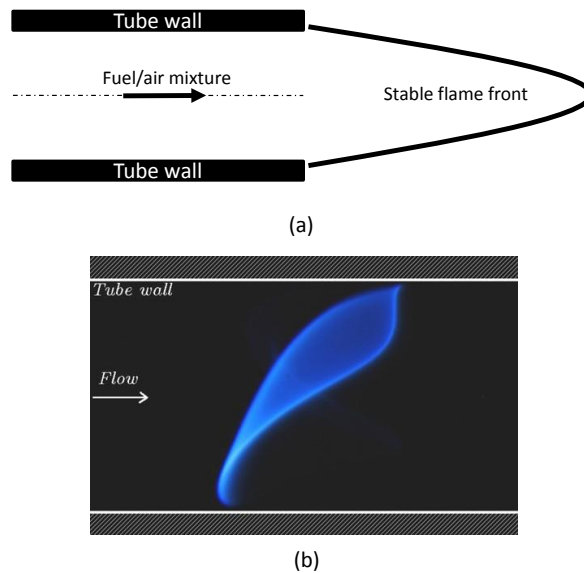 Tube wall
Fuel/air mixture
Stable flame front
Tube wall
(a)
Tube wall
Flow
(b)